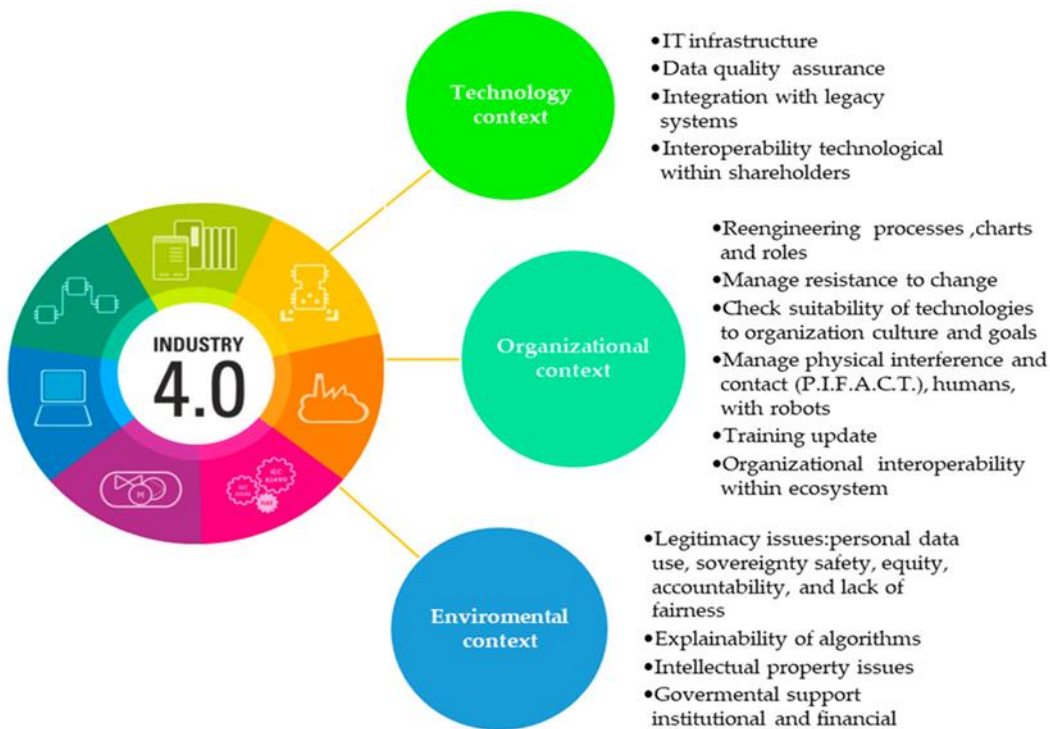 INDUSTRY
4.0
Technology
context
•IT infrastructure
•Data quality assurance
•Integration with legacy
systems
•Interoperability technological
within shareholders
Organizational
context
•Reengineering processes ,charts
and roles
•Manage resistance to change
•Check suitability of technologies
to organization culture and goals
•Manage physical interference and
contact (P.I.F.A.C.T.), humans,
with robots
•Training update
•Organizational interoperability
within ecosystem
Enviromental
context
•Legitimacy issues:personal data
use, sovereignty safety, equity,
accountability, and lack of
fairness
•Explainability of algorithms
•Intellectual property issues
•Govermental support
institutional and financial
M
IEC
61499